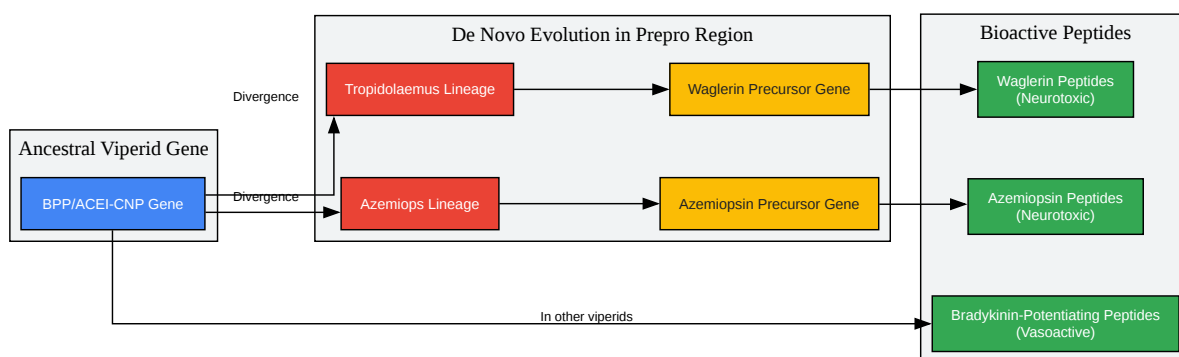 De Novo Evolution in Prepro Region
Bioactive Peptides
Tropidolaemus Lineage
Waglerin Precursor Gene
Waglerin Peptides
(Neurotoxic)
Divergence
Ancestral Viperid Gene
BPP/ACEI-CNP Gene
Divergence
Azemiops Lineage
Azemiopsin Precursor Gene
Azemiopsin Peptides
(Neurotoxic)
In other viperids
Bradykinin-Potentiating Peptides
(Vasoactive)